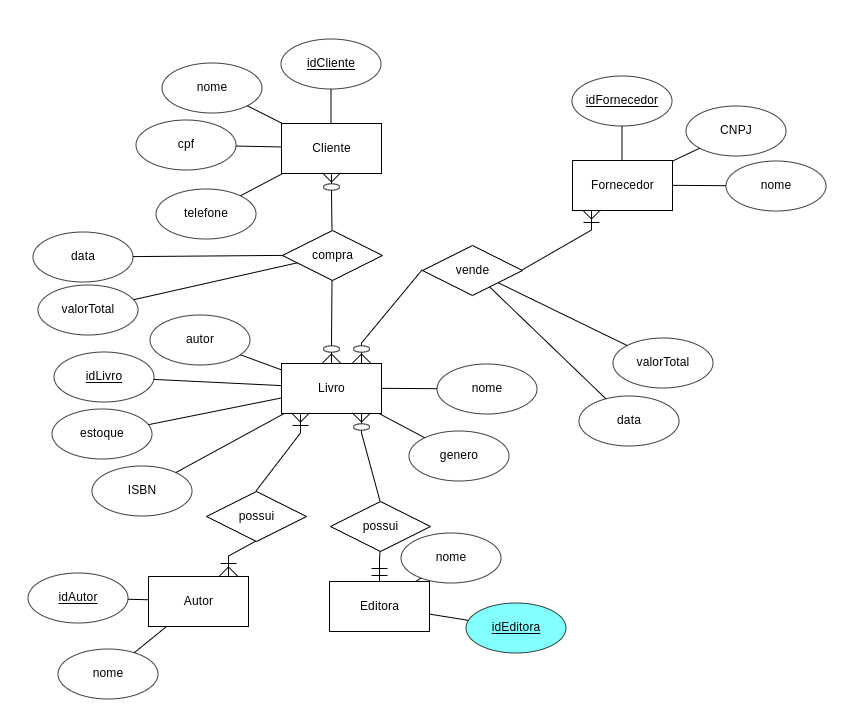 idCliente
nome
cpf
Cliente
telefone
idFornecedor
CNPJ
Fornecedor
nome
data
compra
vende
valorTotal
autor
idLivro
Livro
nome
valorTotal
data
estoque
genero
ISBN
possui
possui
nome
idAutor
Autor
Editora
idEditora
nome